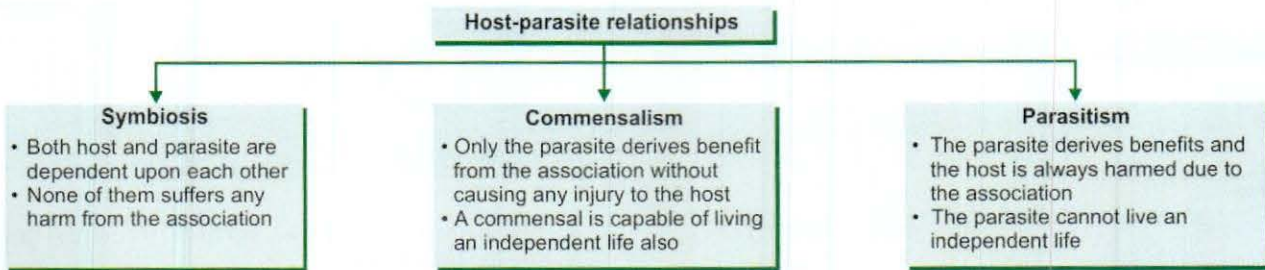 Host-parasite relationships
Symbiosis
• Both host and parasite are
dependent upon each other
• None of them suffers any
harm from the association
Commensalism
• Only the parasite derives benefit
from the association without
causing any injury to the host
• A commensal is capable of living
an independent life also
Parasitism
• The parasite derives benefits and
the host is always harmed due to
the association
• The parasite cannot live an
independent life